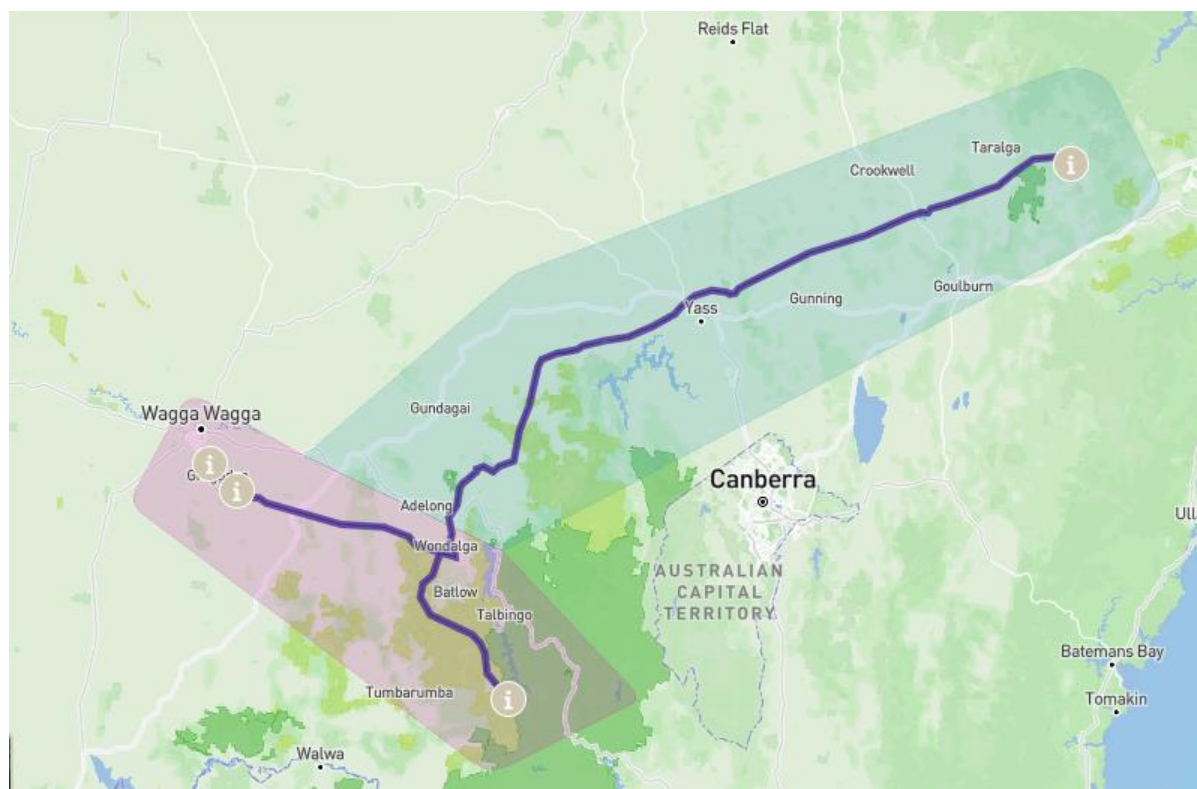 Reids Flat
Taralga
Crookwell
Goulburn
Gunning
Yass
Gundagai
Wagga Wagga
Canberra
Adelong
Ull
Wondalga
AUSTRALIAN
CAPITAL
TERRITORY
Batlow
Talbingo
Batemans Bay
Tumbarumba
Tomakin
Walwa
i
i
i
i